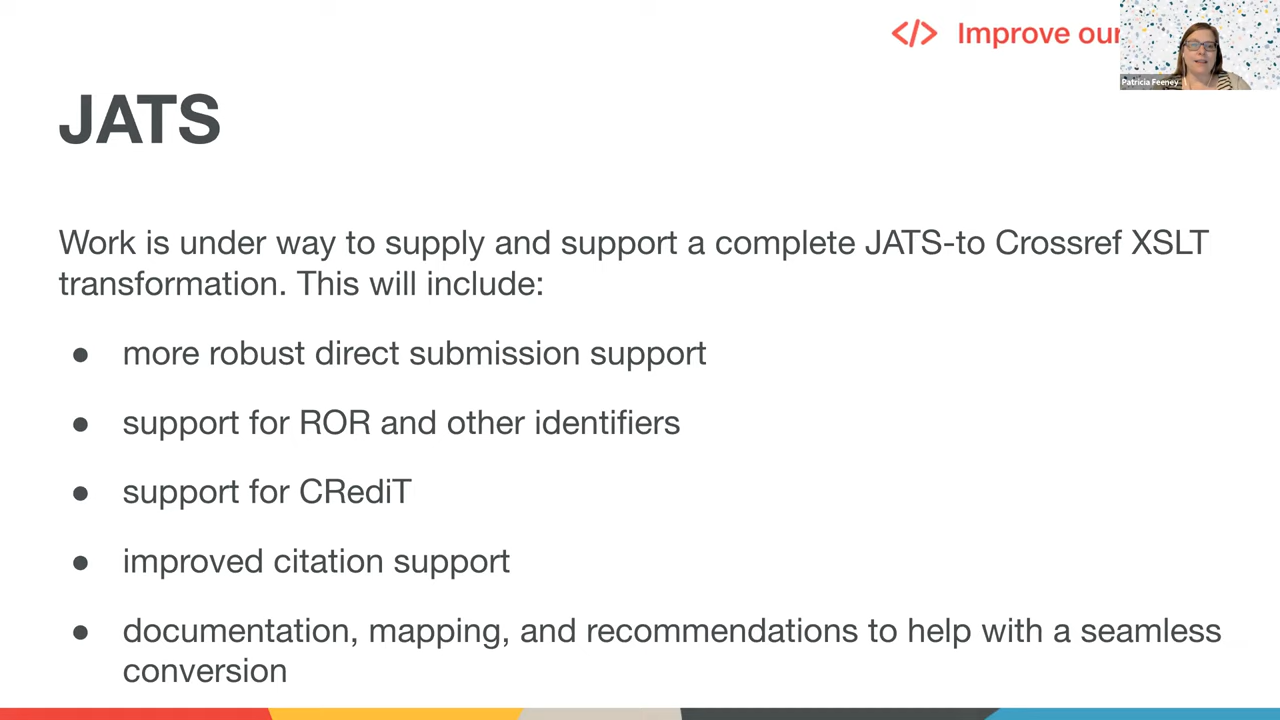 </> Improve our
Patricia Feeney
JATS
Work is under way to supply and support a complete JATS-to Crossref XSLT
transformation. This will include:
● more robust direct submission support
● support for ROR and other identifiers
● support for CRediT
● improved citation support
● documentation, mapping, and recommendations to help with a seamless
conversion